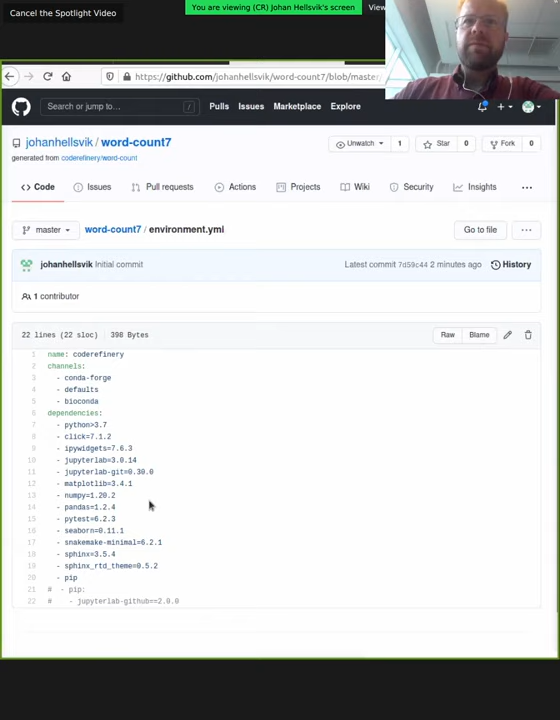 Cancel the Spotlight Video
You are viewing (CR) Johan Hellsvik's screen
View
https://github.com/johanhellsvik/word-count7/blob/master/
Search or jump to…
/
Pulls
Issues
Marketplace
Explore
johanhellsvik/word-count7
generated from coderefinery/word-count
Unwatch
1
Star
0
Fork
0
Code
Issues
Pull requests
Actions
Projects
Wiki
Security
Insights
master
word-count7 / environment.yml
Go to file
johanhellsvik Initial commit
Latest commit 7d59c44 2 minutes ago
History
1 contributor
22 lines (22 sloc)
398 Bytes
Raw
Blame
1 name: coderefinery
2 channels:
3 - conda-forge
4 - defaults
5 - bioconda
6 dependencies:
7 - python>3.7
8 - click=7.1.2
9 - ipywidgets=7.6.3
10 - jupyterlab=3.0.14
11 - jupyterlab-git=0.30.0
12 - matplotlib=3.4.1
13 - numpy=1.20.2
14 - pandas=1.2.4
15 - pytest=6.2.3
16 - seaborn=0.11.1
17 - snakemake-minimal=6.2.1
18 - sphinx=3.5.4
19 - sphinx_rtd_theme=0.5.2
20 - pip
21 # - pip:
22 # - jupyterlab-github==2.0.0